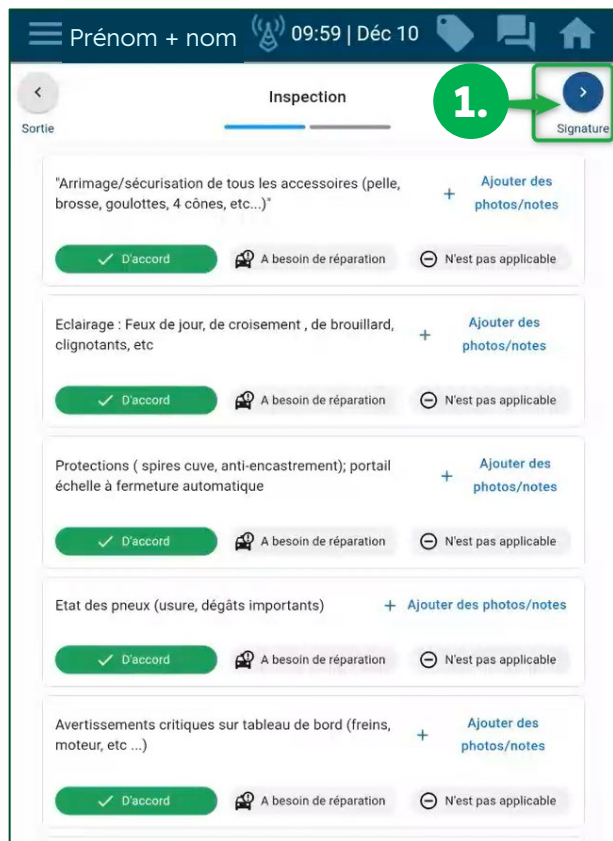 Prénom + nom 09:59 | Déc 10
Inspection
1.
Sortie
Signature
"Arrimage/sécurisation de tous les accessoires (pelle,
brosse, goulottes, 4 cônes, etc...)"
+ Ajouter des
photos/notes
D'accord
A besoin de réparation
N'est pas applicable
Eclairage : Feux de jour, de croisement , de brouillard,
clignotants, etc
+ Ajouter des
photos/notes
D'accord
A besoin de réparation
N'est pas applicable
Protections ( spires cuve, anti-encastrement); portail
échelle à fermeture automatique
+ Ajouter des
photos/notes
D'accord
A besoin de réparation
N'est pas applicable
Etat des pneux (usure, dégâts importants)
+ Ajouter des photos/notes
D'accord
A besoin de réparation
N'est pas applicable
Avertissements critiques sur tableau de bord (freins,
moteur, etc ...)
+ Ajouter des
photos/notes
D'accord
A besoin de réparation
N'est pas applicable